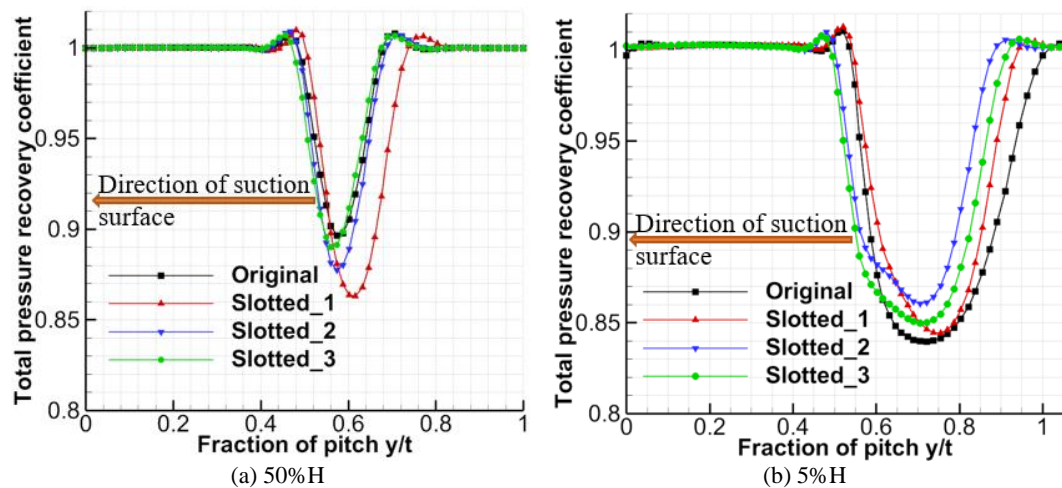 Total pressure recovery coefficient
1
0.95
0.9
0.85
0.8
Direction of suction
surface
Original
Slotted_1
Slotted_2
Slotted_3
0 0.2 0.4 0.6 0.8 1
Fraction of pitch y/t
(a) 50%H
Total pressure recovery coefficient
1
0.95
0.9
0.85
0.8
Direction of suction
surface
Original
Slotted_1
Slotted_2
Slotted_3
0 0.2 0.4 0.6 0.8 1
Fraction of pitch y/t
(b) 5%H